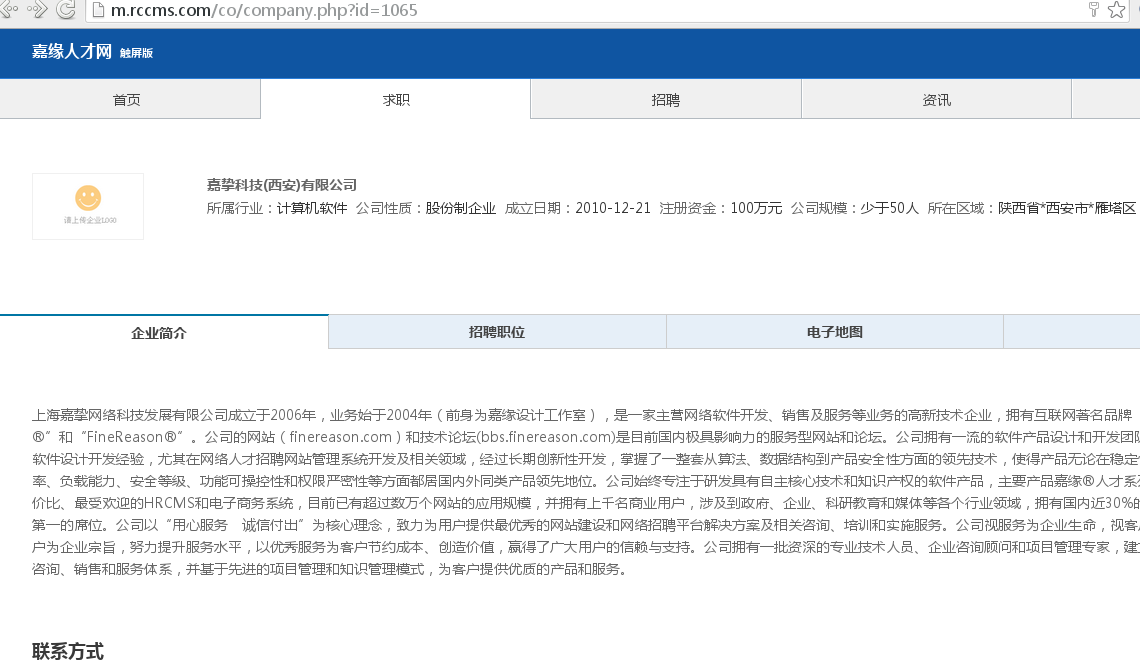 m.rccms.com/co/company.php?id=1065
嘉缘人才网 触屏版
首页 求职 招聘 资讯
请上传企业LOGO
嘉挚科技(西安)有限公司
所属行业：计算机软件 公司性质：股份制企业 成立日期：2010-12-21 注册资金：100万元 公司规模：少于50人 所在区域：陕西省*西安市*雁塔区
企业简介 招聘职位 电子地图
上海嘉挚网络科技发展有限公司成立于2006年，业务始于2004年（前身为嘉缘设计工作室），是一家主营网络软件开发、销售及服务等业务的高新技术企业，拥有互联网著名品牌
®”和“FineReason®”。公司的网站（finereason.com）和技术论坛(bbs.finereason.com)是目前国内极具影响力的服务型网站和论坛。公司拥有一流的软件产品设计和开发团队
软件设计开发经验，尤其在网络人才招聘网站管理系统开发及相关领域，经过长期创新性开发，掌握了一整套从算法、数据结构到产品安全性方面的领先技术，使得产品无论在稳定
率、负载能力、安全等级、功能可操控性和权限严密性等方面都居国内外同类产品领先地位。公司始终专注于研发具有自主核心技术和知识产权的软件产品，主要产品嘉缘®人才系
价比、最受欢迎的HRCMS和电子商务系统，目前已有超过数万个网站的应用规模，并拥有上千名商业用户，涉及到政府、企业、科研教育和媒体等各个行业领域，拥有国内近30%的
第一的席位。公司以“用心服务　诚信付出”为核心理念，致力为用户提供最优秀的网站建设和网络招聘平台解决方案及相关咨询、培训和实施服务。公司视服务为企业生命，视客
户为企业宗旨，努力提升服务水平，以优秀服务为客户节约成本、创造价值，赢得了广大用户的信赖与支持。公司拥有一批资深的专业技术人员、企业咨询顾问和项目管理专家，建
咨询、销售和服务体系，并基于先进的项目管理和知识管理模式，为客户提供优质的产品和服务。
联系方式